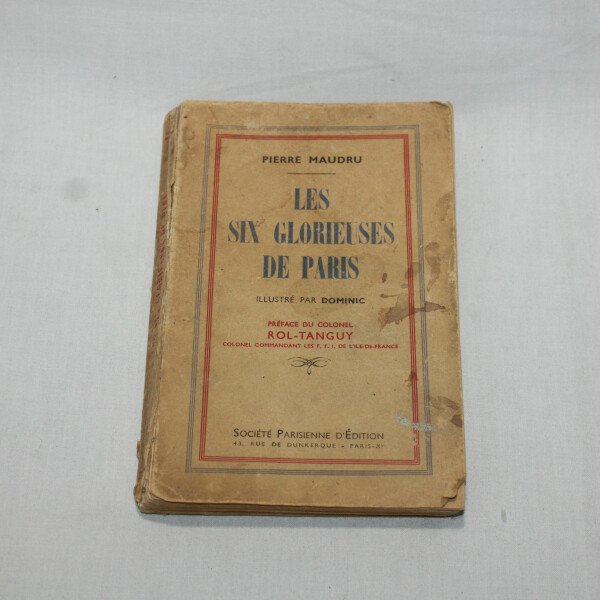 PIERRE MAUDRU
LES
SIX GLORIEUSES
DE PARIS
ILLUSTRÉ PAR DOMINIC
PRÉFACE DU COLONEL
ROL-TANGUY
COLONEL COMMANDANT LES F. F. I. DE L'ILE-DE-FRANCE
SOCIÉTÉ PARISIENNE D'ÉDITION
43, RUE DE DUNKERQUE - PARIS-Xe